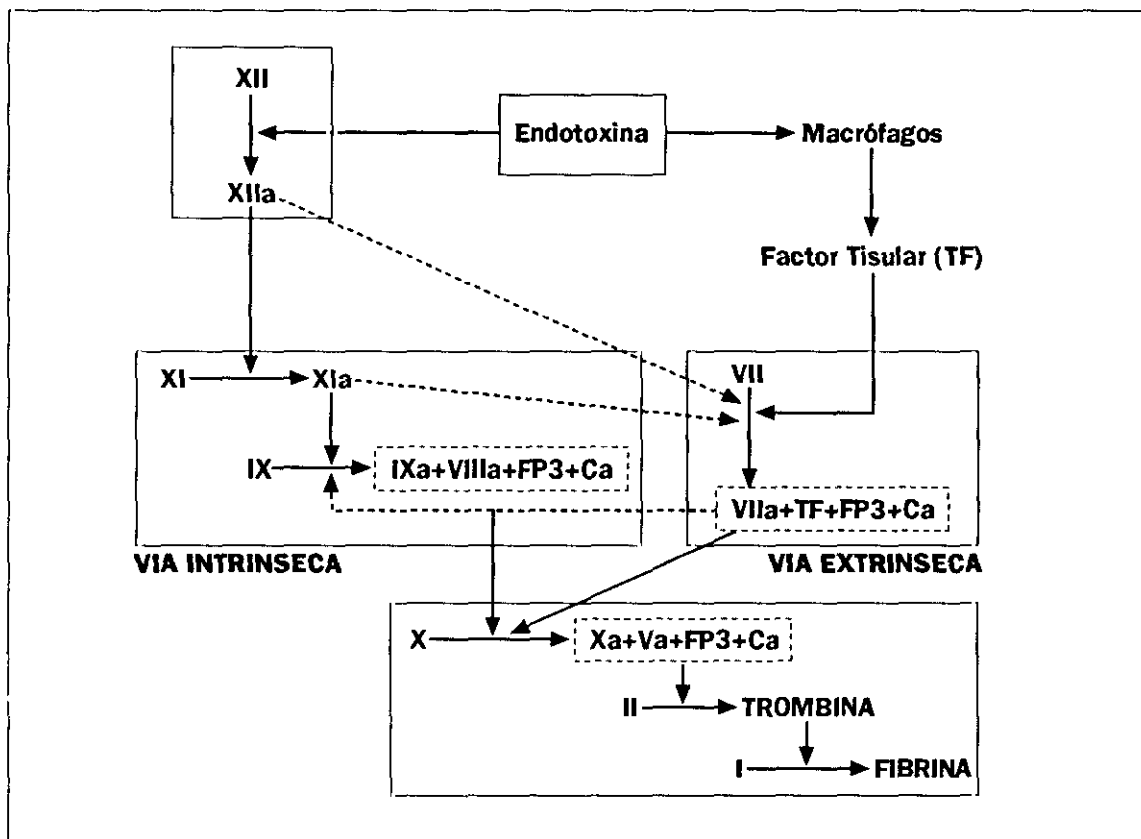 XII
Endotoxina
Macrófagos
XIIa
Factor Tisular (TF)
XI
XIa
VII
IX
IXa+VIIIa+FP3+Ca
VIIa+TF+FP3+Ca
VIA INTRINSECA
VIA EXTRINSECA
X
Xa+Va+FP3+Ca
II
TROMBINA
I
FIBRINA